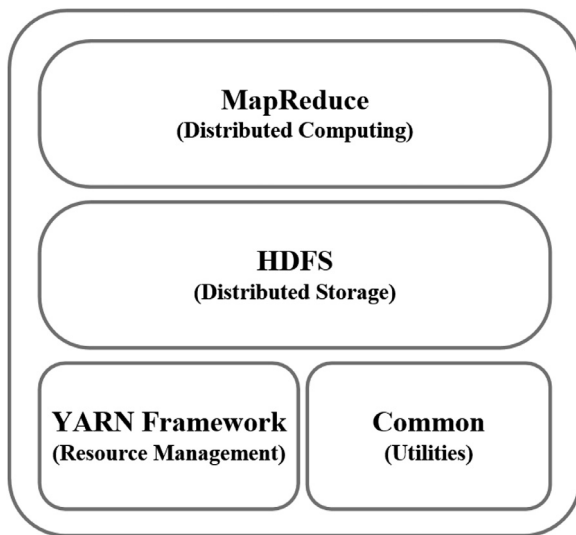 MapReduce
(Distributed Computing)
HDFS
(Distributed Storage)
YARN Framework
(Resource Management)
Common
(Utilities)